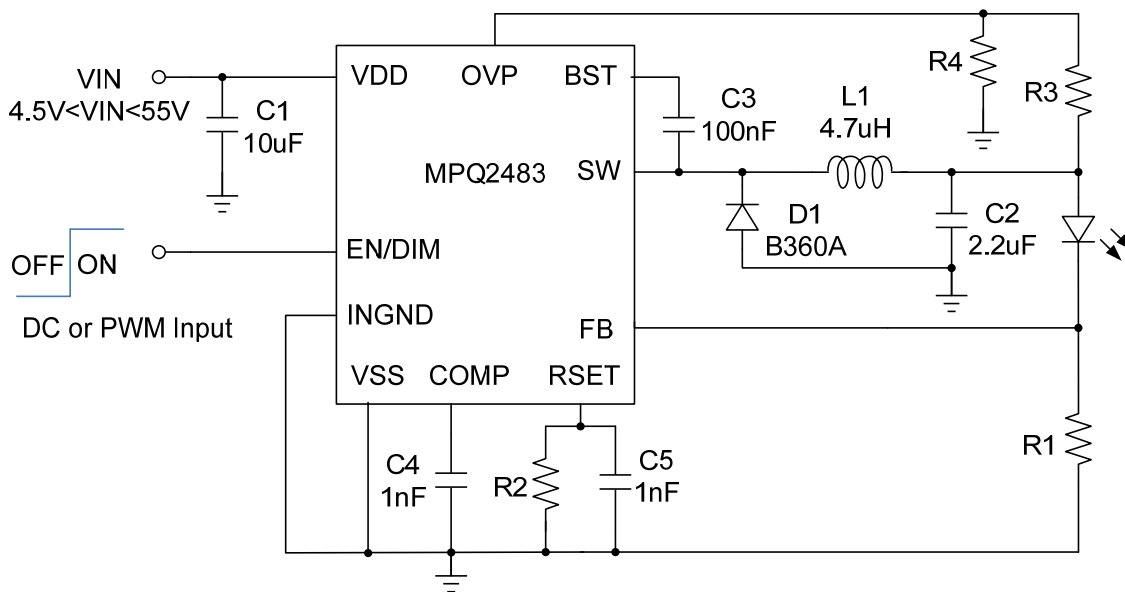 VIN
4.5V<VIN<55V
C1
10uF
OFF
ON
DC or PWM Input
VDD
OVP
BST
MPQ2483
SW
EN/DIM
INGND
FB
VSS
COMP
RSET
C3
100nF
L1
4.7uH
R4
R3
D1
B360A
C2
2.2uF
R1
C4
1nF
R2
C5
1nF